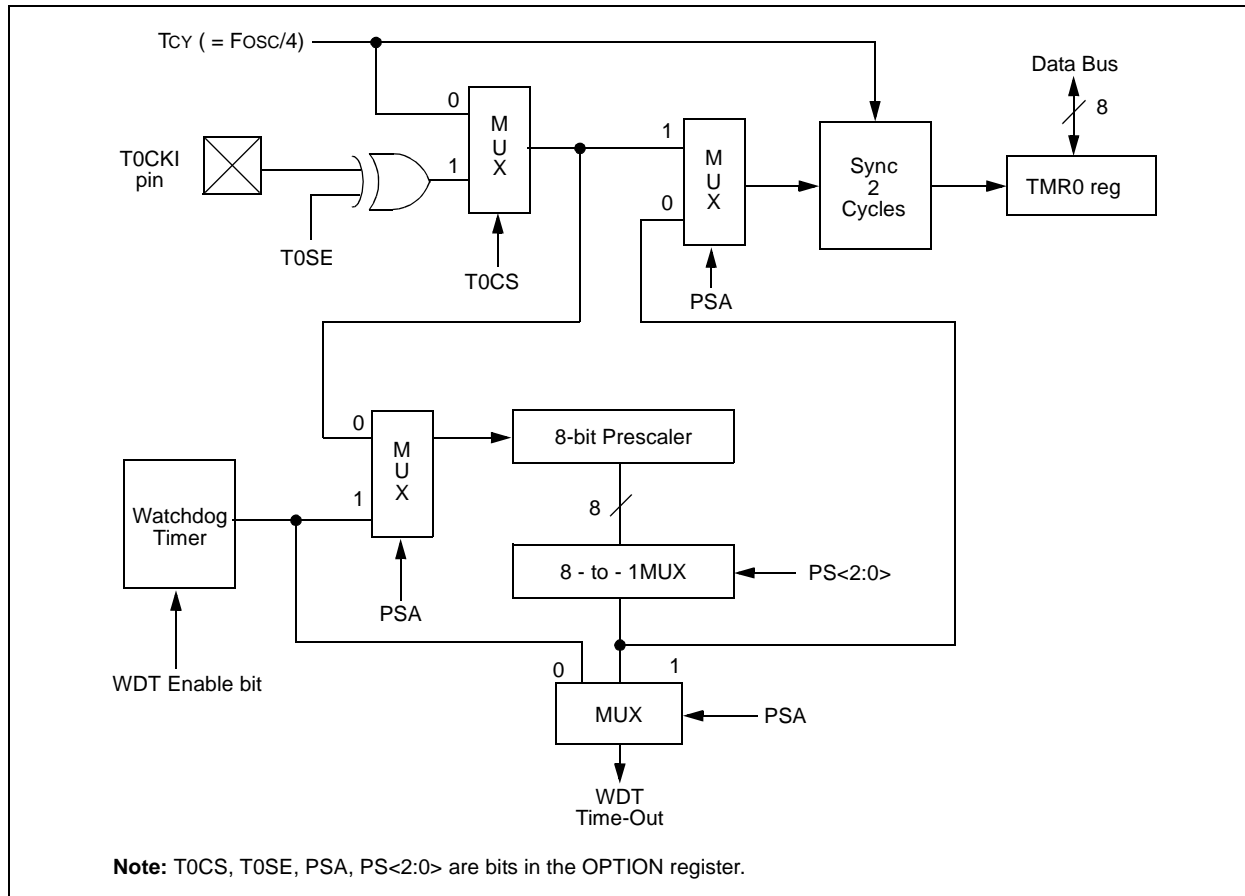 TCY ( = FOSC/4)
Data Bus
8
0
M
U
X
1
T0CKI
pin
T0SE
T0CS
1
M
U
X
0
PSA
Sync
2
Cycles
TMR0 reg
0
M
U
X
1
8-bit Prescaler
Watchdog
Timer
8
8 - to - 1MUX
PS<2:0>
PSA
WDT Enable bit
0
1
MUX
PSA
WDT
Time-Out
Note: T0CS, T0SE, PSA, PS<2:0> are bits in the OPTION register.